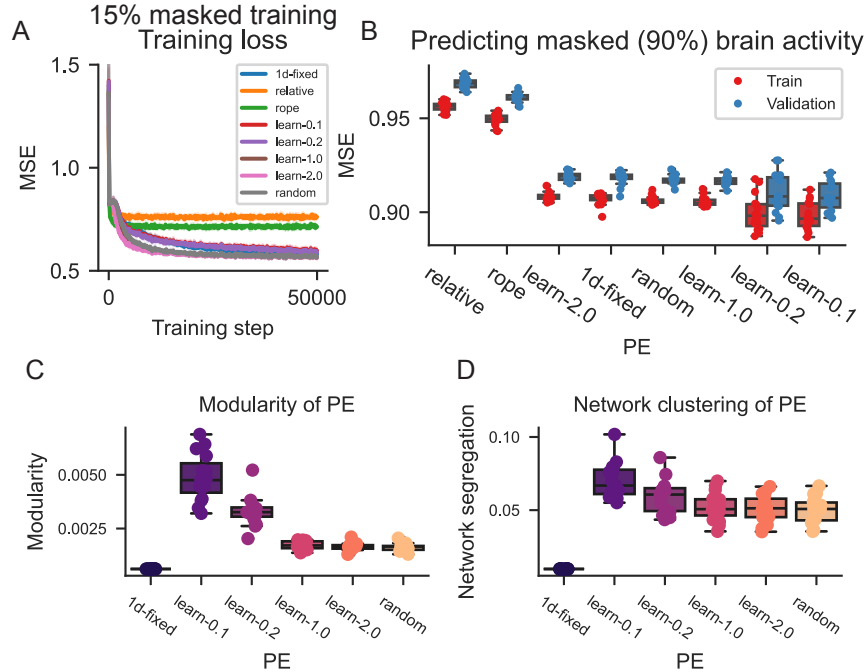 15% masked training
A
Training loss
1.5
1.0
0.5
MSE
1d-fixed
relative
rope
learn-0.1
learn-0.2
learn-1.0
learn-2.0
random
0
50000
Training step
B
Predicting masked (90%) brain activity
Train
Validation
0.95
0.90
MSE
relative
rope
learn-2.0
1d-fixed
random
learn-1.0
learn-0.2
learn-0.1
PE
C
Modularity of PE
0.0050
0.0025
Modularity
1d-fixed
learn-0.1
learn-0.2
learn-1.0
learn-2.0
random
PE
D
Network clustering of PE
0.10
0.05
Network segregation
1d-fixed
learn-0.1
learn-0.2
learn-1.0
learn-2.0
random
PE